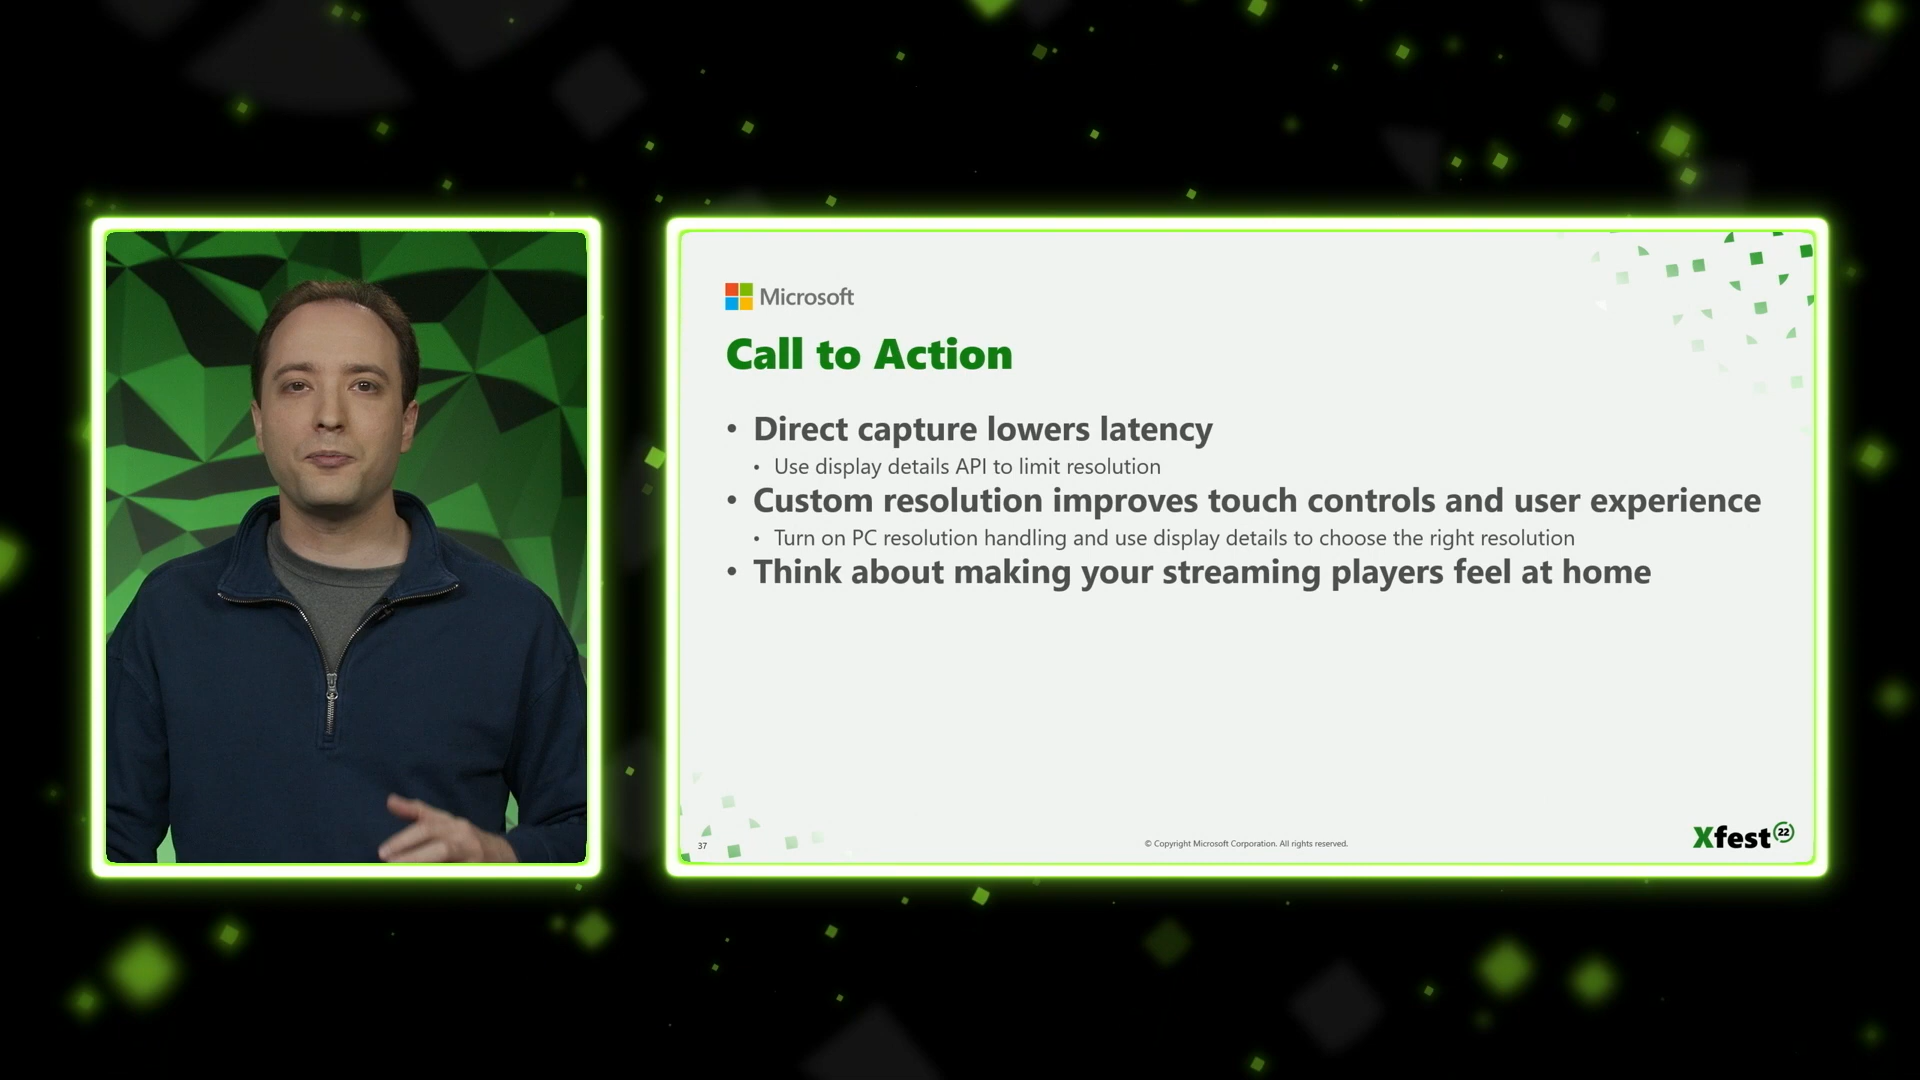 Microsoft
Call to Action
• Direct capture lowers latency
• Use display details API to limit resolution
• Custom resolution improves touch controls and user experience
• Turn on PC resolution handling and use display details to choose the right resolution
• Think about making your streaming players feel at home
37
© Copyright Microsoft Corporation. All rights reserved.
Xfest 22